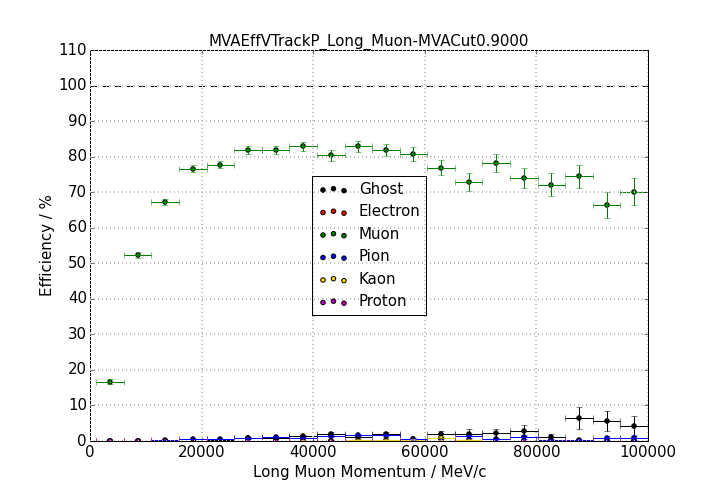 MVAEffVTrackP_Long_Muon-MVACut0.9000
110
100
90
80
70
60
50
40
30
20
10
0
Efficiency / %
Ghost
Electron
Muon
Pion
Kaon
Proton
0 20000 40000 60000 80000 100000
Long Muon Momentum / MeV/c